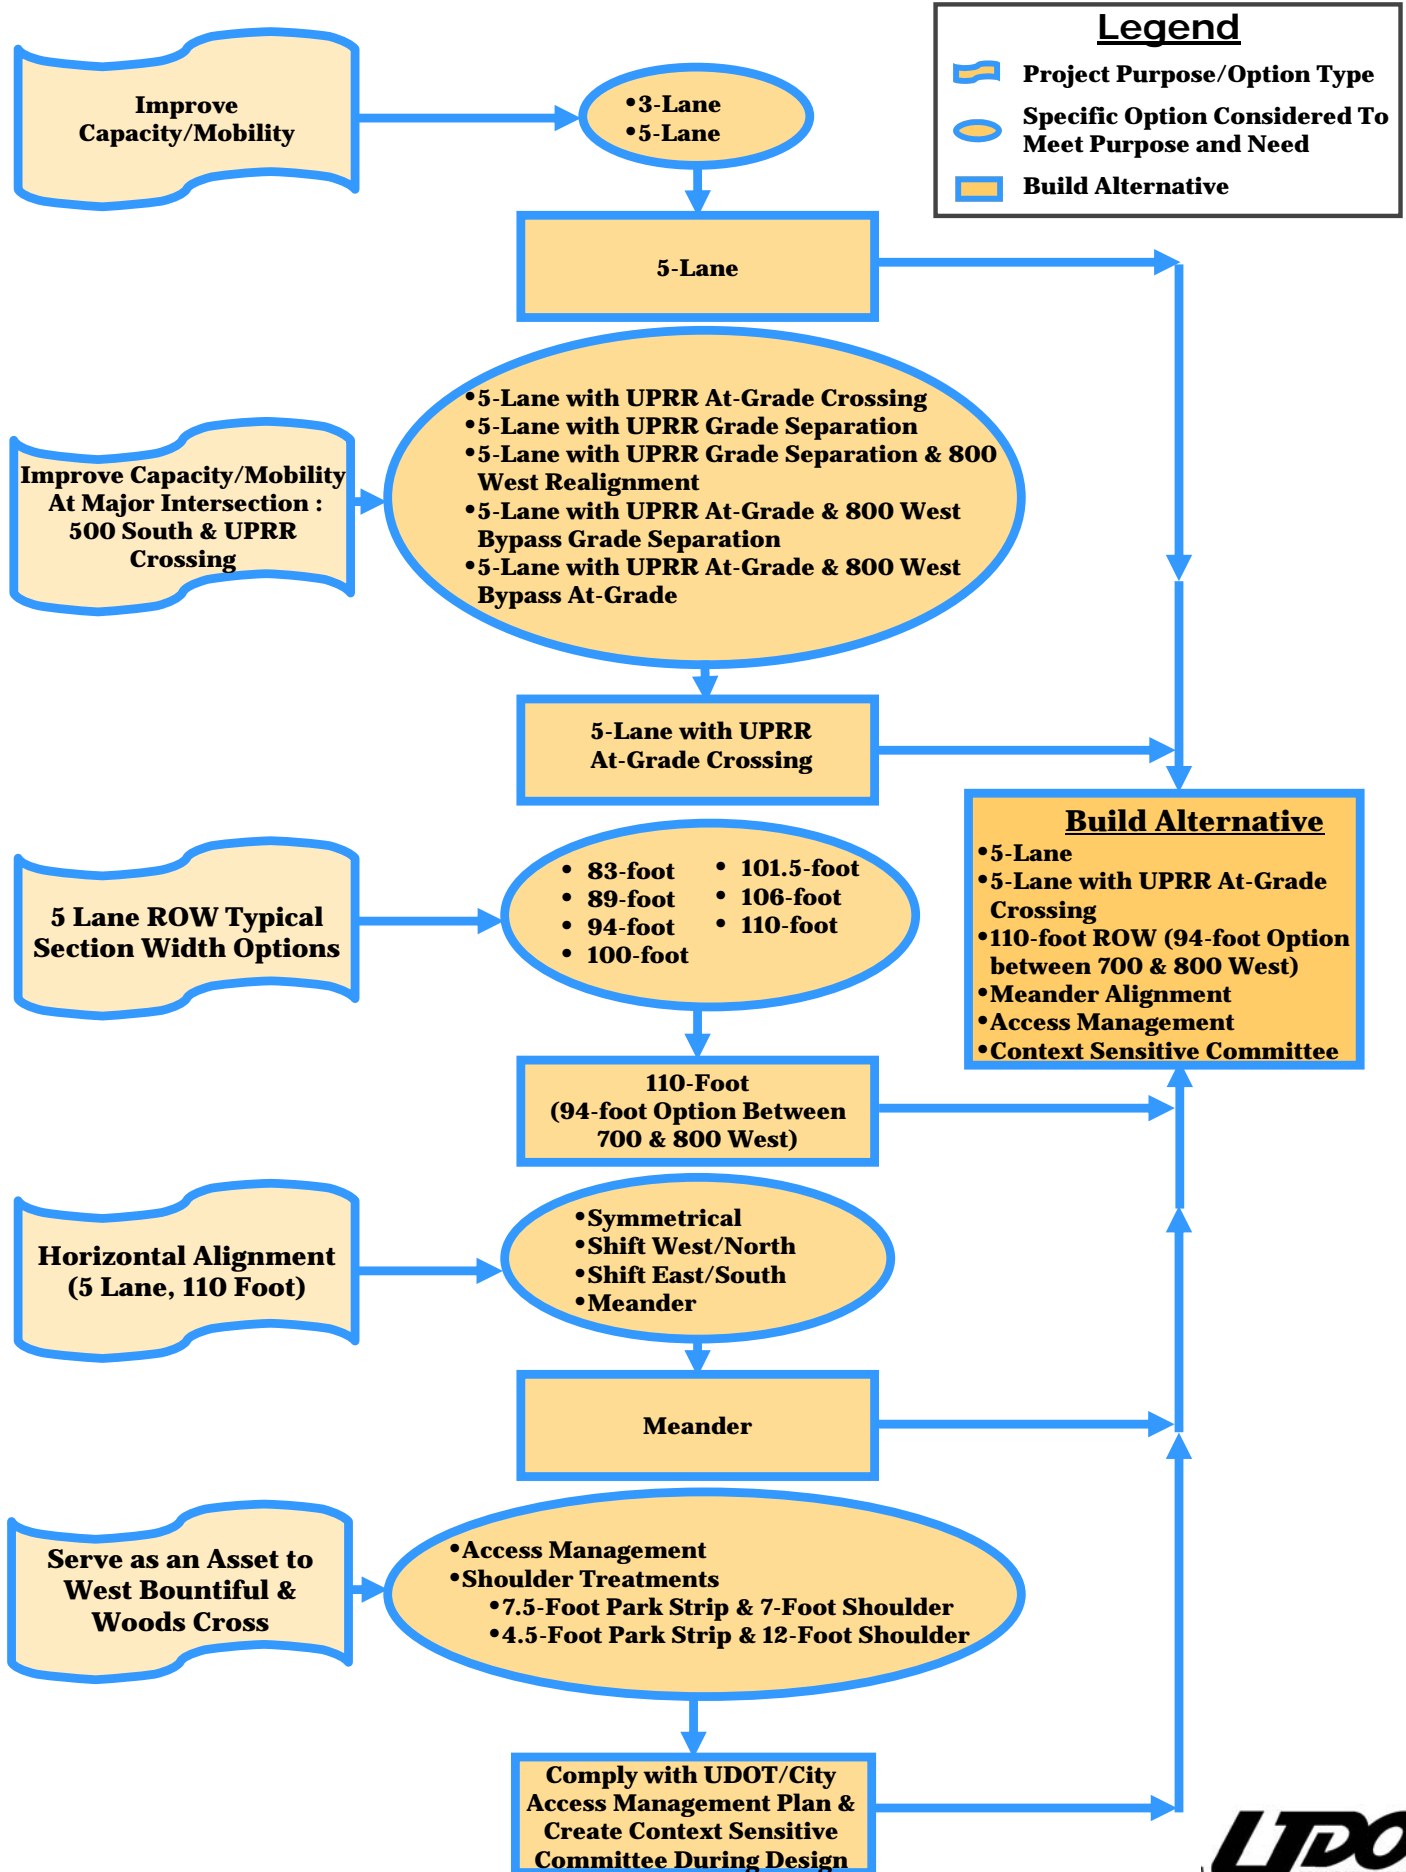 Legend
Project Purpose/Option Type
Specific Option Considered To
Meet Purpose and Need
Build Alternative
Improve
Capacity/Mobility
•3-Lane
•5-Lane
5-Lane
Improve Capacity/Mobility
At Major Intersection :
500 South & UPRR
Crossing
•5-Lane with UPRR At-Grade Crossing
•5-Lane with UPRR Grade Separation
•5-Lane with UPRR Grade Separation & 800
West Realignment
•5-Lane with UPRR At-Grade & 800 West
Bypass Grade Separation
•5-Lane with UPRR At-Grade & 800 West
Bypass At-Grade
5-Lane with UPRR
At-Grade Crossing
5 Lane ROW Typical
Section Width Options
• 83-foot
• 89-foot
• 94-foot
• 100-foot
• 101.5-foot
• 106-foot
• 110-foot
110-Foot
(94-foot Option Between
700 & 800 West)
Build Alternative
•5-Lane
•5-Lane with UPRR At-Grade
Crossing
•110-foot ROW (94-foot Option
between 700 & 800 West)
•Meander Alignment
•Access Management
•Context Sensitive Committee
Horizontal Alignment
(5 Lane, 110 Foot)
•Symmetrical
•Shift West/North
•Shift East/South
•Meander
Meander
Serve as an Asset to
West Bountiful &
Woods Cross
•Access Management
•Shoulder Treatments
•7.5-Foot Park Strip & 7-Foot Shoulder
•4.5-Foot Park Strip & 12-Foot Shoulder
Comply with UDOT/City
Access Management Plan &
Create Context Sensitive
Committee During Design